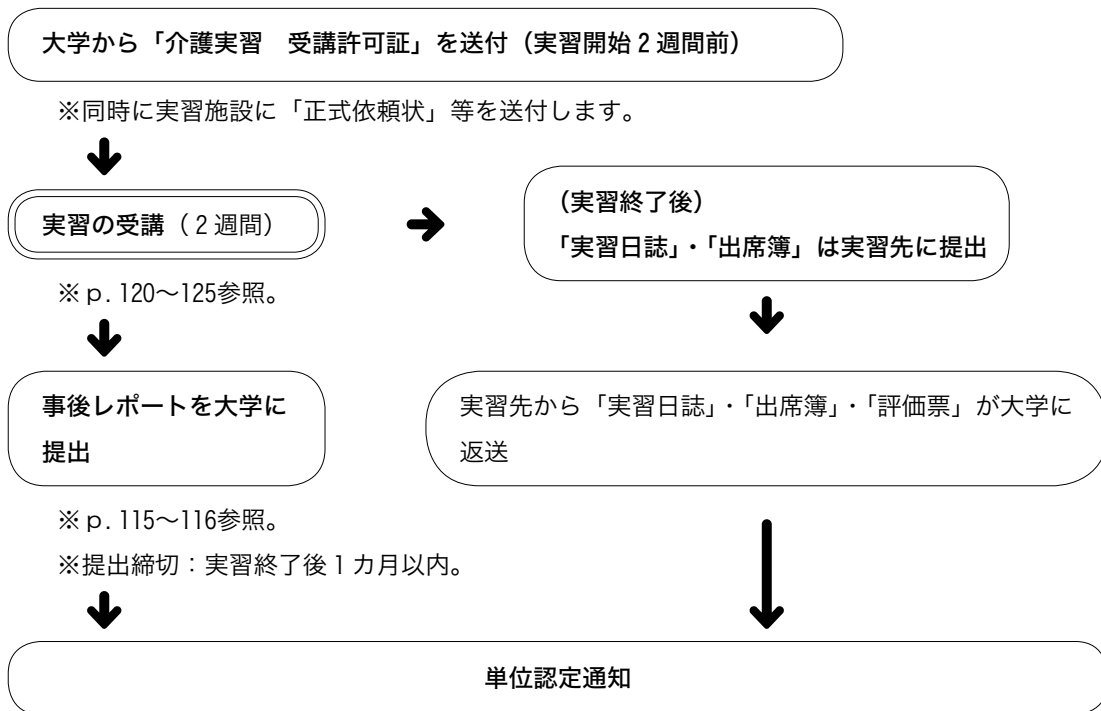 大学から「介護実習　受講許可証」を送付（実習開始２週間前）
※同時に実習施設に「正式依頼状」等を送付します。
実習の受講（２週間）
※ｐ.120〜125参照。
（実習終了後）
「実習日誌」・「出席簿」は実習先に提出
事後レポートを大学に
提出
※ｐ.115〜116参照。
※提出締切：実習終了後１カ月以内。
実習先から「実習日誌」・「出席簿」・「評価票」が大学に
返送
単位認定通知